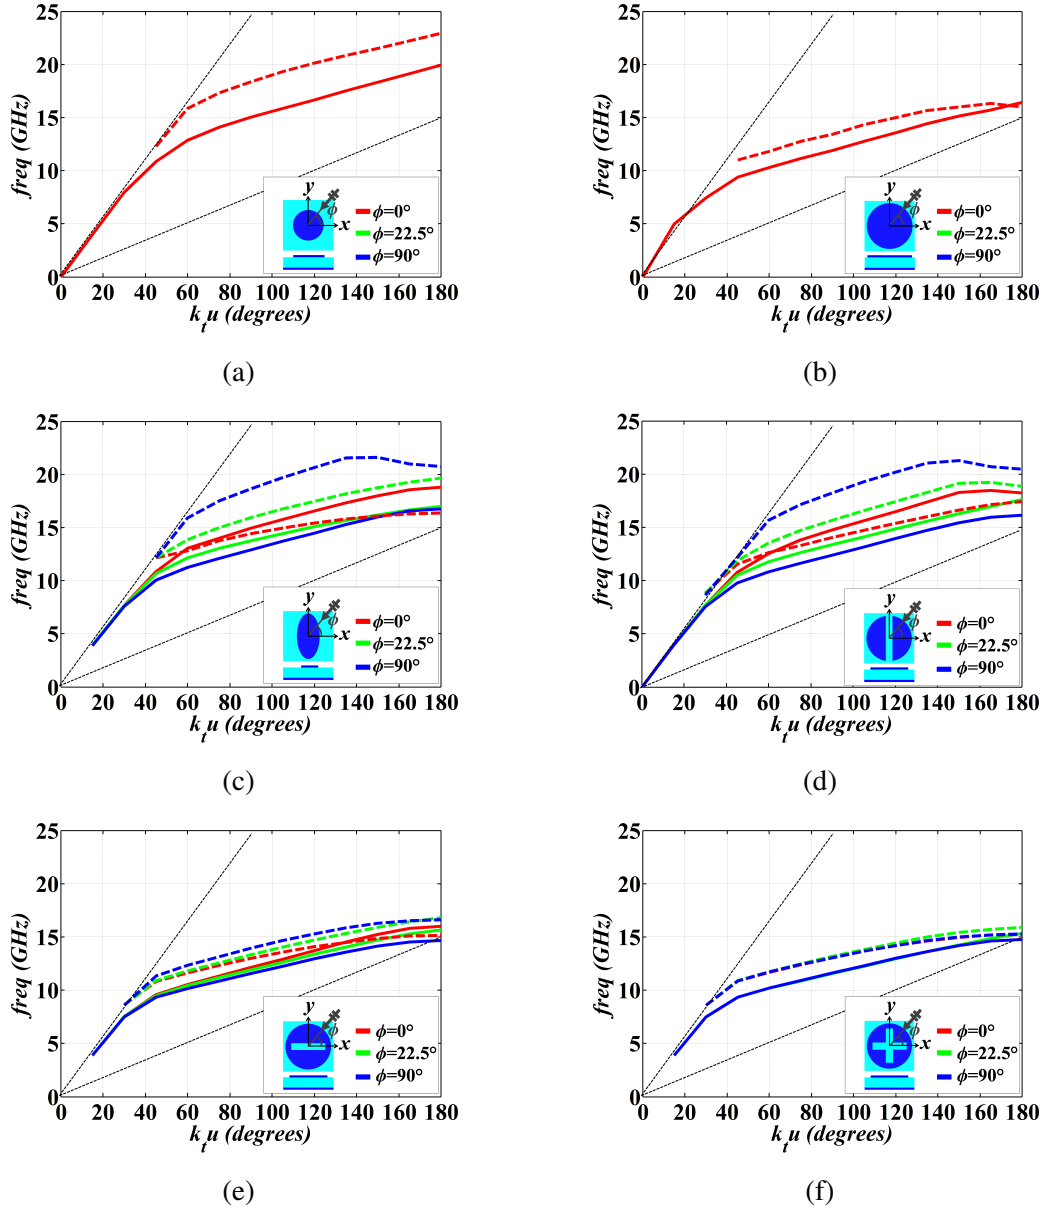 25
20
15
10
5
0
freq (GHz)
0 20 40 60 80 100 120 140 160 180
k_t u (degrees)
y
x
ϕ
ϕ=0°
ϕ=22.5°
ϕ=90°
(a)
25
20
15
10
5
0
freq (GHz)
0 20 40 60 80 100 120 140 160 180
k_t u (degrees)
y
x
ϕ
ϕ=0°
ϕ=22.5°
ϕ=90°
(b)
25
20
15
10
5
0
freq (GHz)
0 20 40 60 80 100 120 140 160 180
k_t u (degrees)
y
x
ϕ
ϕ=0°
ϕ=22.5°
ϕ=90°
(c)
25
20
15
10
5
0
freq (GHz)
0 20 40 60 80 100 120 140 160 180
k_t u (degrees)
y
x
ϕ
ϕ=0°
ϕ=22.5°
ϕ=90°
(d)
25
20
15
10
5
0
freq (GHz)
0 20 40 60 80 100 120 140 160 180
k_t u (degrees)
y
x
ϕ
ϕ=0°
ϕ=22.5°
ϕ=90°
(e)
25
20
15
10
5
0
freq (GHz)
0 20 40 60 80 100 120 140 160 180
k_t u (degrees)
y
x
ϕ
ϕ=0°
ϕ=22.5°
ϕ=90°
(f)